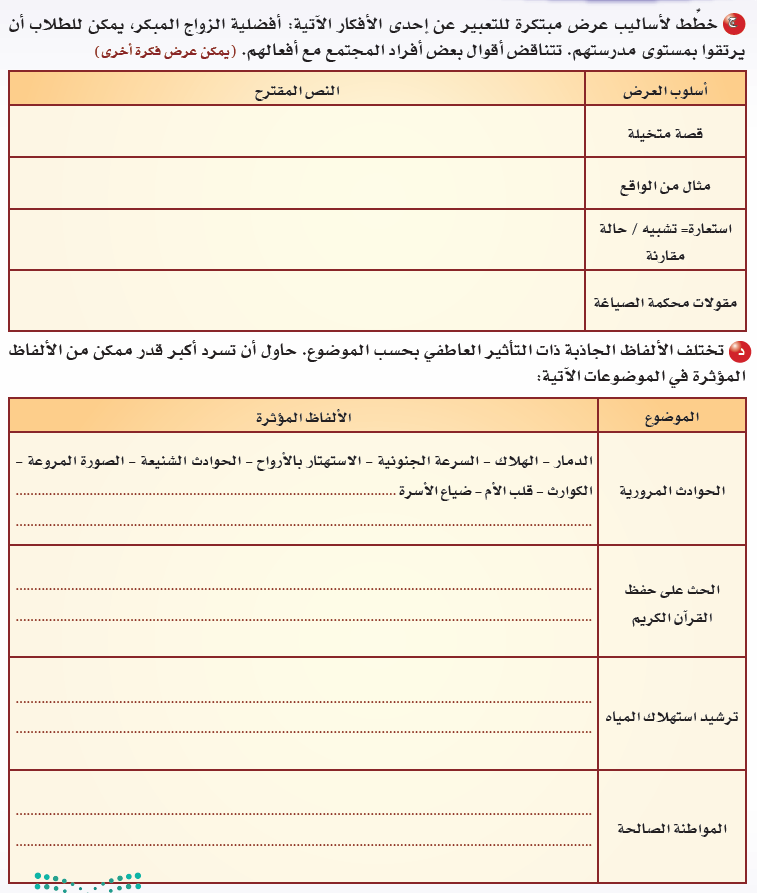 ج خطِّط لأساليب عرض مبتكرة للتعبير عن إحدى الأفكار الآتية: أفضلية الزواج المبكر، يمكن للطلاب أن
يرتقوا بمستوى مدرستهم. تتناقض أقوال بعض أفراد المجتمع مع أفعالهم. (يمكن عرض فكرة أخرى)
أسلوب العرض النص المقترح
قصة متخيلة
مثال من الواقع
استعارة= تشبيه / حالة
مقارنة
مقولات محكمة الصياغة
د تختلف الألفاظ الجاذبة ذات التأثير العاطفي بحسب الموضوع. حاول أن تسرد أكبر قدر ممكن من الألفاظ
المؤثرة في الموضوعات الآتية:
الموضوع الألفاظ المؤثرة
الحوادث المرورية
الدمار - الهلاك - السرعة الجنونية - الاستهتار بالأرواح - الحوادث الشنيعة - الصورة المروعة -
الكوارث - قلب الأم - ضياع الأسرة
الحث على حفظ
القرآن الكريم
ترشيد استهلاك المياه
المواطنة الصالحة